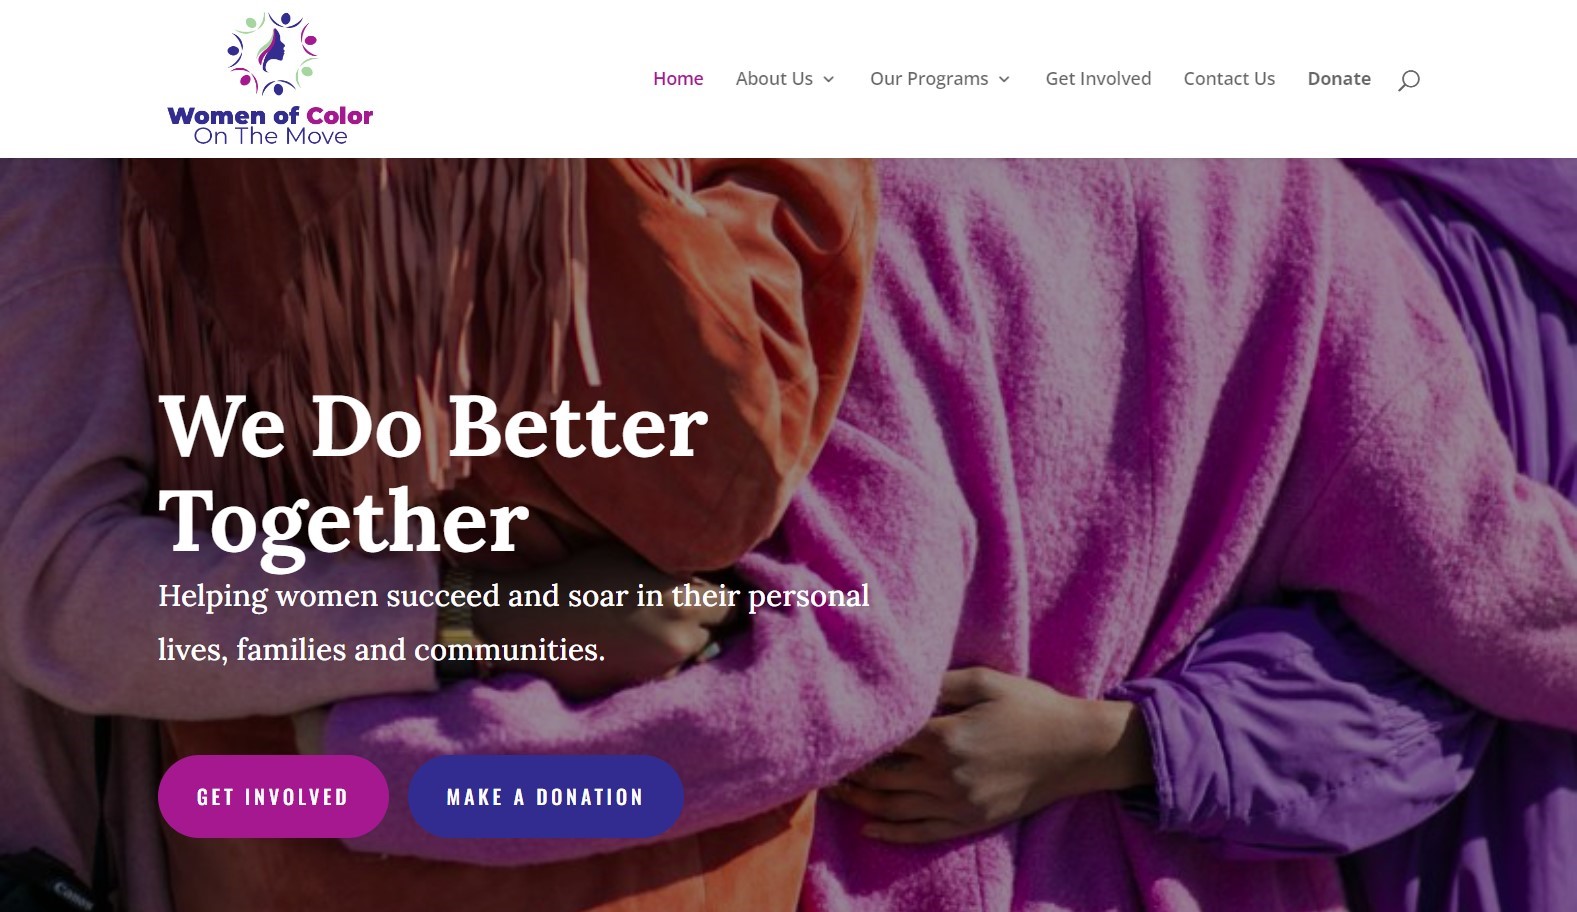 Women of Color
On The Move
Home
About Us
Our Programs
Get Involved
Contact Us
Donate
We Do Better
Together
Helping women succeed and soar in their personal
lives, families and communities.
GET INVOLVED
MAKE A DONATION
Canon